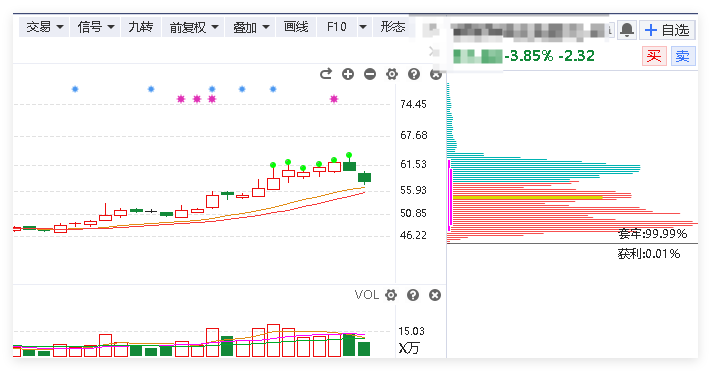 交易 信号 九转 前复权 叠加 画线 F10 形态
自选
-3.85% -2.32 买 卖
74.45
67.68
61.53
55.93
50.85
46.22
套牢:99.99%
获利:0.01%
VOL
15.03
X万